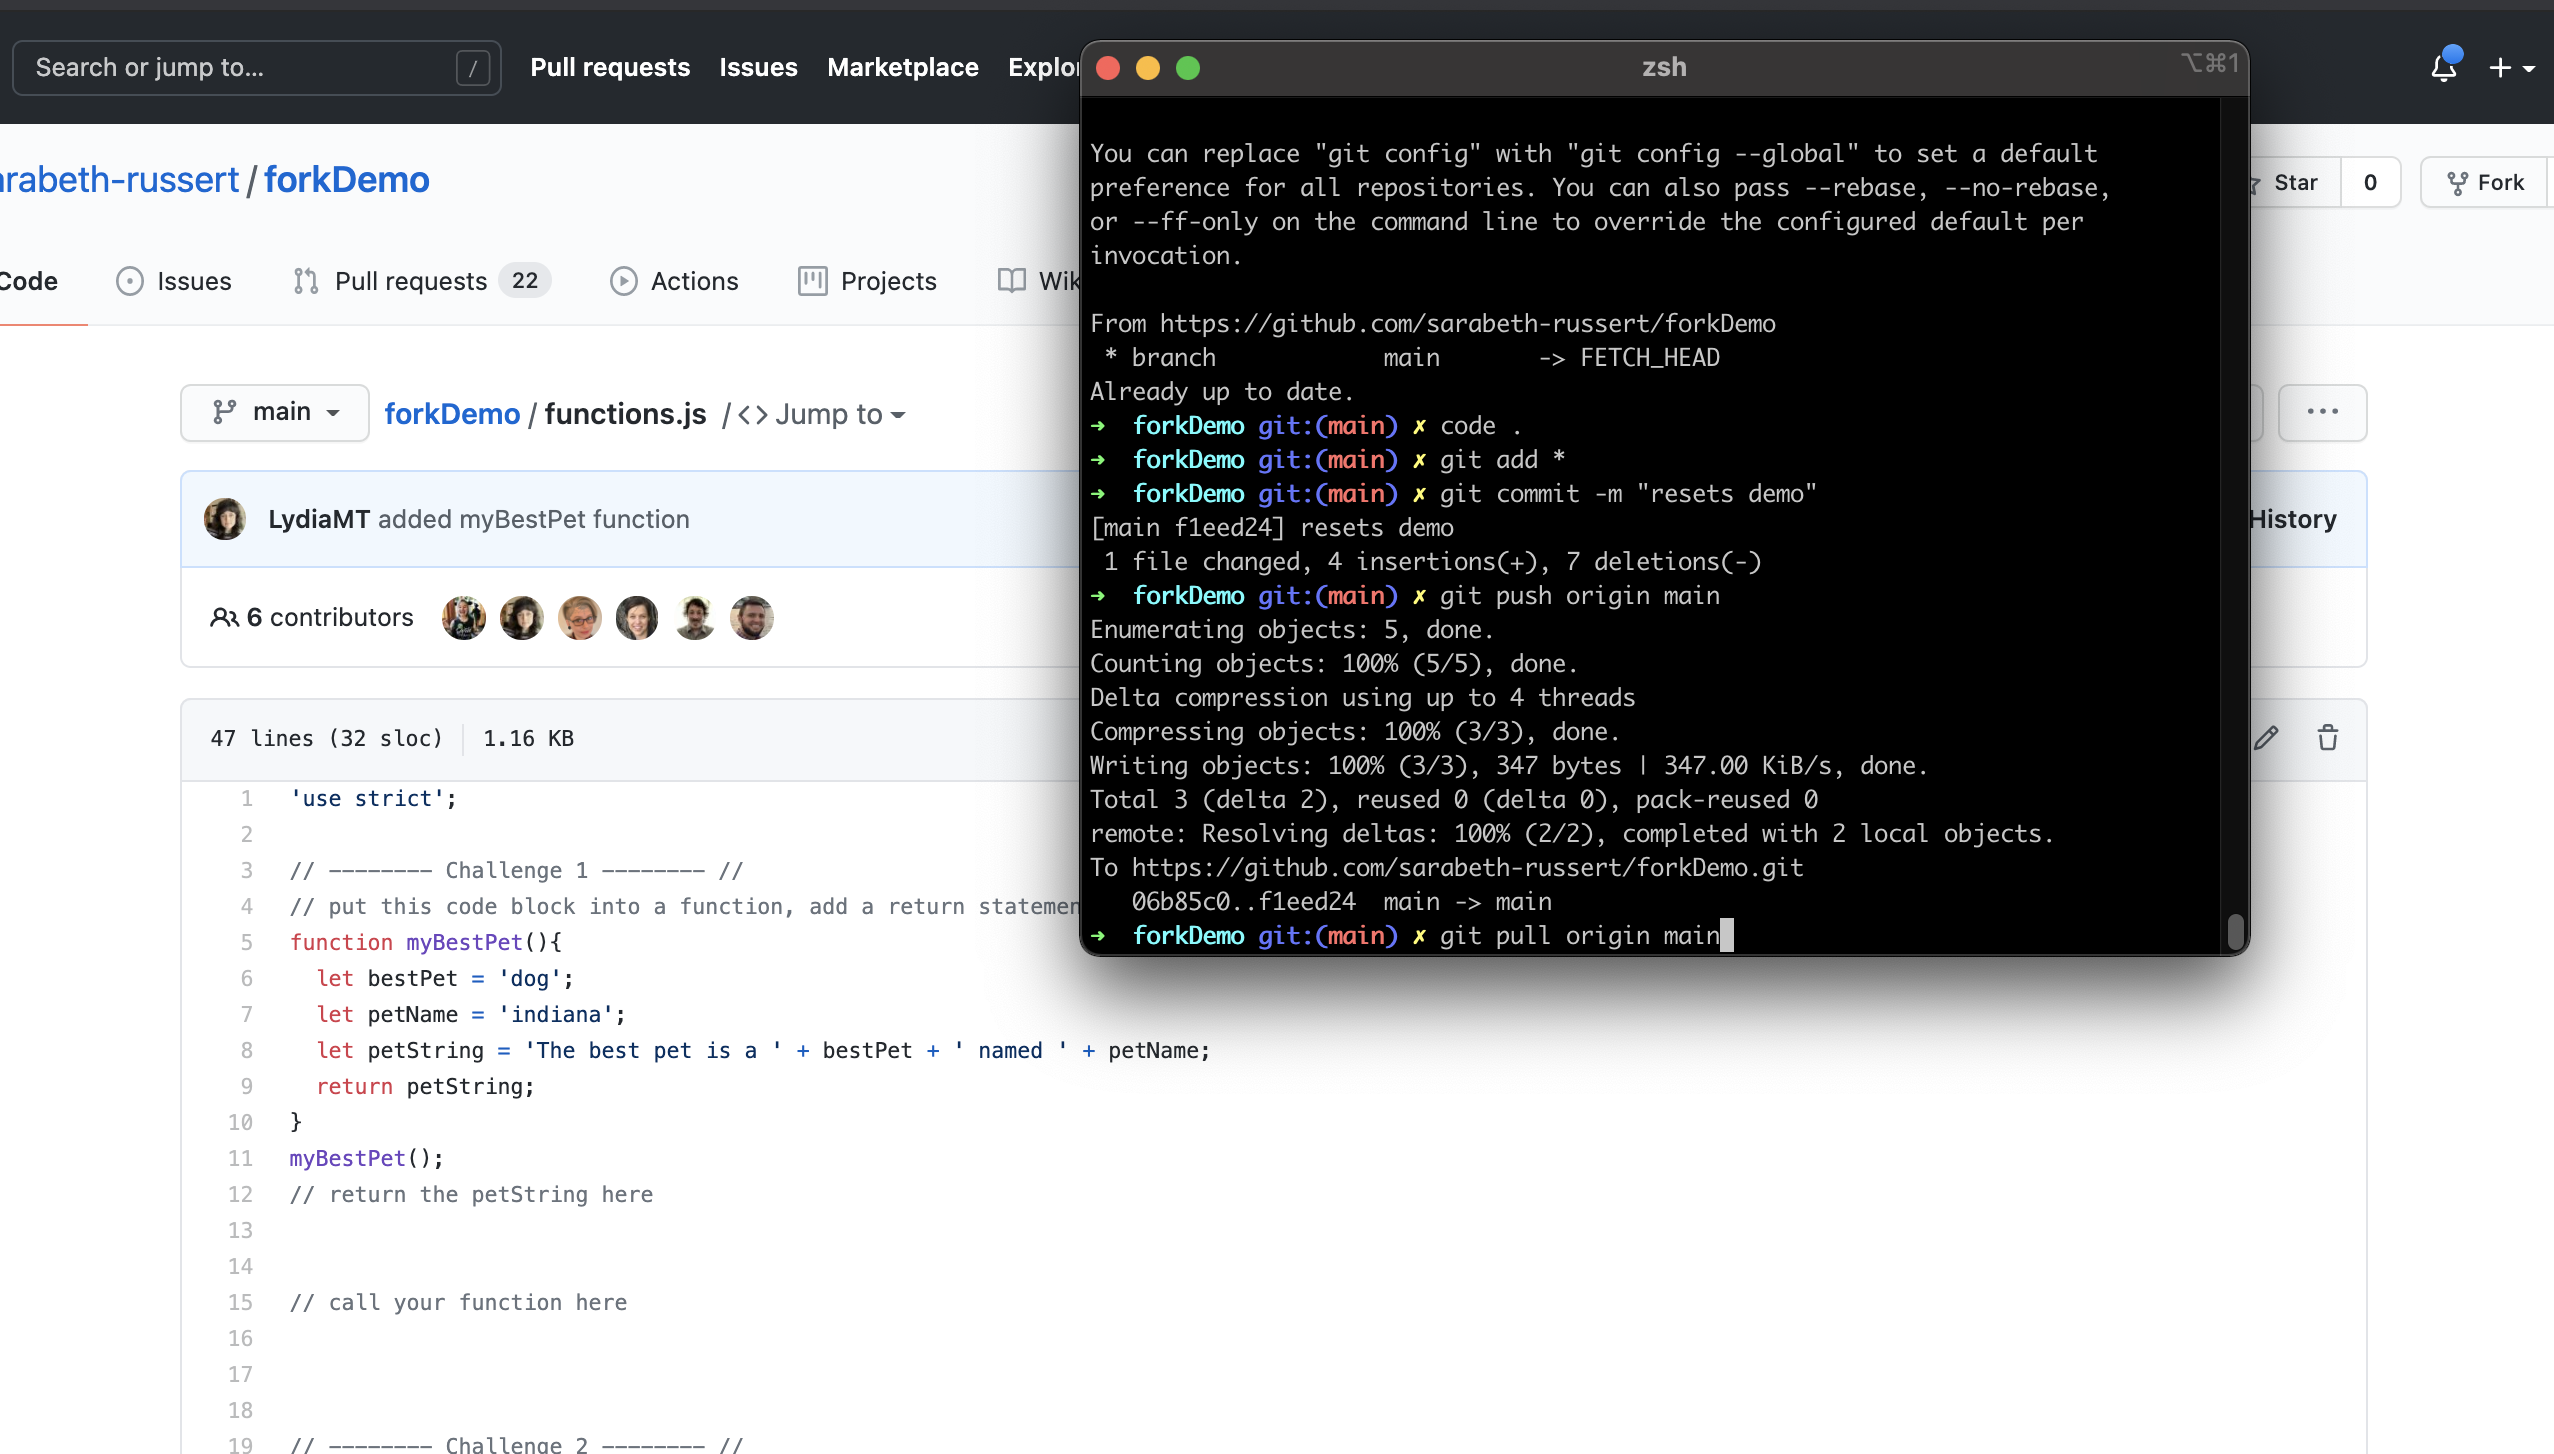 Search or jump to... /
Pull requests Issues Marketplace Explor
zsh ⌥⌘1
arabeth-russert / forkDemo
Star 0 Fork
Code Issues Pull requests 22 Actions Projects Wik
main forkDemo / functions.js / <> Jump to
...
LydiaMT added myBestPet function
History
6 contributors
47 lines (32 sloc) 1.16 KB
1 'use strict';
2
3 // -------- Challenge 1 -------- //
4 // put this code block into a function, add a return statemen
5 function myBestPet(){
6 let bestPet = 'dog';
7 let petName = 'indiana';
8 let petString = 'The best pet is a ' + bestPet + ' named ' + petName;
9 return petString;
10 }
11 myBestPet();
12 // return the petString here
13
14
15 // call your function here
16
17
18
19 // -------- Challenge 2 -------- //
You can replace "git config" with "git config --global" to set a default
preference for all repositories. You can also pass --rebase, --no-rebase,
or --ff-only on the command line to override the configured default per
invocation.
From https://github.com/sarabeth-russert/forkDemo
* branch main -> FETCH_HEAD
Already up to date.
➜ forkDemo git:(main) ✗ code .
➜ forkDemo git:(main) ✗ git add *
➜ forkDemo git:(main) ✗ git commit -m "resets demo"
[main f1eed24] resets demo
1 file changed, 4 insertions(+), 7 deletions(-)
➜ forkDemo git:(main) ✗ git push origin main
Enumerating objects: 5, done.
Counting objects: 100% (5/5), done.
Delta compression using up to 4 threads
Compressing objects: 100% (3/3), done.
Writing objects: 100% (3/3), 347 bytes | 347.00 KiB/s, done.
Total 3 (delta 2), reused 0 (delta 0), pack-reused 0
remote: Resolving deltas: 100% (2/2), completed with 2 local objects.
To https://github.com/sarabeth-russert/forkDemo.git
06b85c0..f1eed24 main -> main
➜ forkDemo git:(main) ✗ git pull origin main